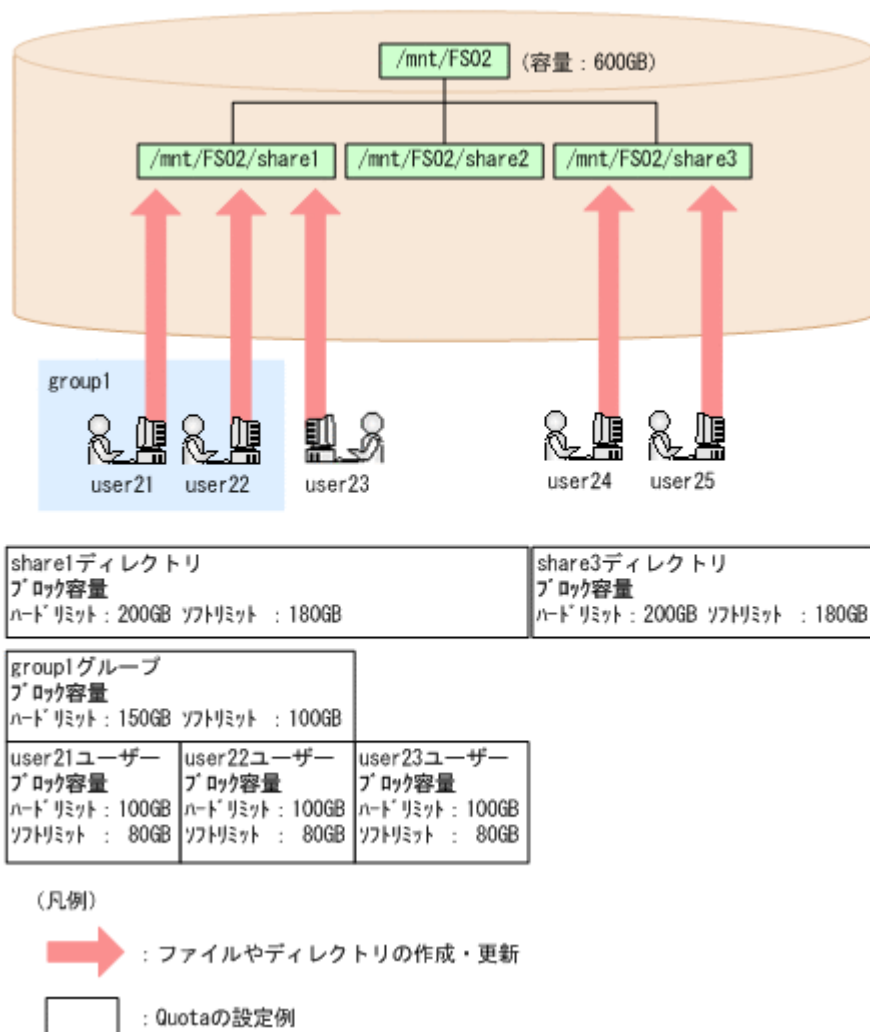 /mnt/FS02 (容量：600GB)
/mnt/FS02/share1 /mnt/FS02/share2 /mnt/FS02/share3
group1
user21 user22 user23 user24 user25
share1ディレクトリ
ﾌﾞﾛｯｸ容量
ﾊｰﾄﾞﾘﾐｯﾄ：200GB ｿﾌﾄﾘﾐｯﾄ ：180GB
share3ディレクトリ
ﾌﾞﾛｯｸ容量
ﾊｰﾄﾞﾘﾐｯﾄ：200GB ｿﾌﾄﾘﾐｯﾄ ：180GB
group1グループ
ﾌﾞﾛｯｸ容量
ﾊｰﾄﾞﾘﾐｯﾄ：150GB ｿﾌﾄﾘﾐｯﾄ ：100GB
user21ユーザー
ﾌﾞﾛｯｸ容量
ﾊｰﾄﾞﾘﾐｯﾄ：100GB
ｿﾌﾄﾘﾐｯﾄ ： 80GB
user22ユーザー
ﾌﾞﾛｯｸ容量
ﾊｰﾄﾞﾘﾐｯﾄ：100GB
ｿﾌﾄﾘﾐｯﾄ ： 80GB
user23ユーザー
ﾌﾞﾛｯｸ容量
ﾊｰﾄﾞﾘﾐｯﾄ：100GB
ｿﾌﾄﾘﾐｯﾄ ： 80GB
(凡例)
：ファイルやディレクトリの作成・更新
：Quotaの設定例